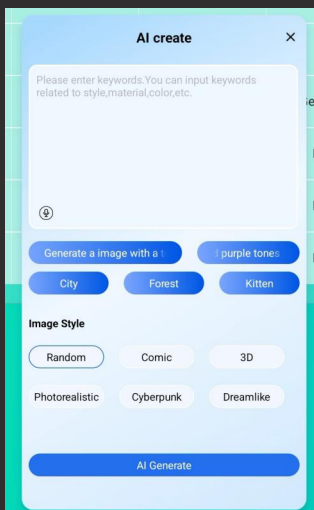 AI create
Please enter keywords.You can input keywords
related to style,material,color,etc.
Generate a image with a
purple tones
City
Forest
Kitten
Image Style
Random
Comic
3D
Photorealistic
Cyberpunk
Dreamlike
AI Generate